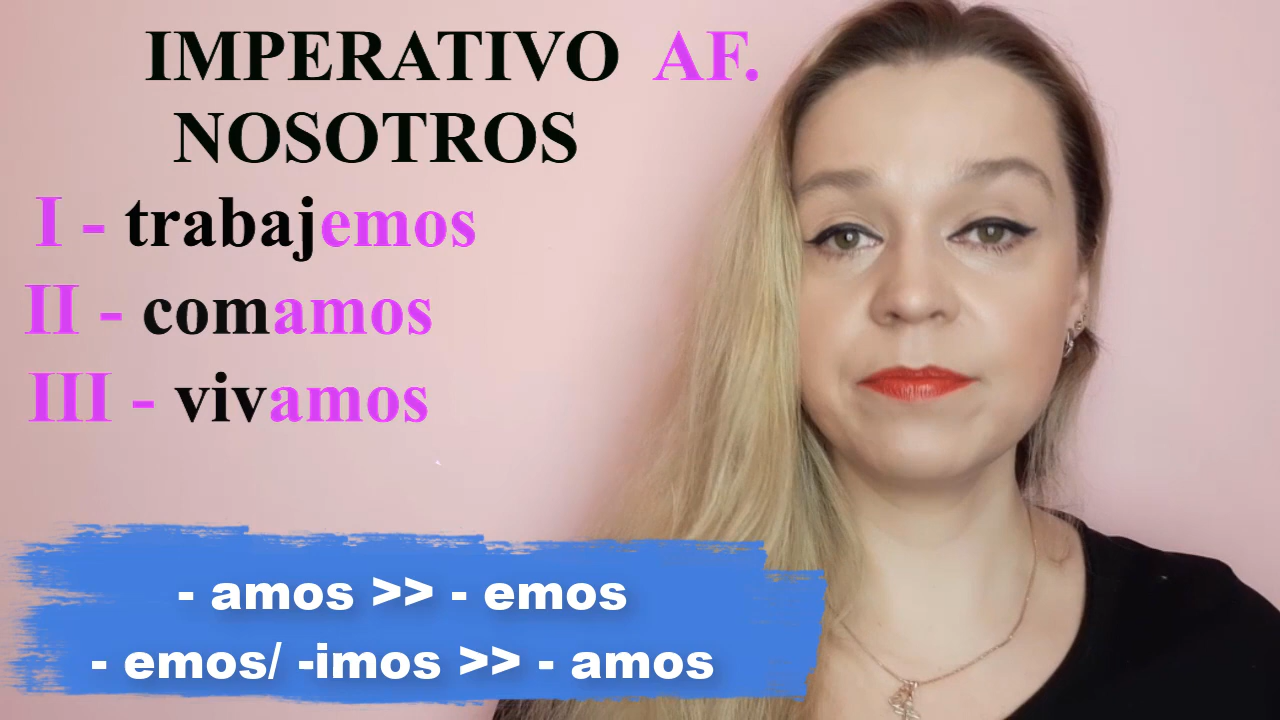 IMPERATIVO AF.
NOSOTROS
I - trabajemos
II - comamos
III - vivamos
- amos >> - emos
- emos/ -imos >> - amos